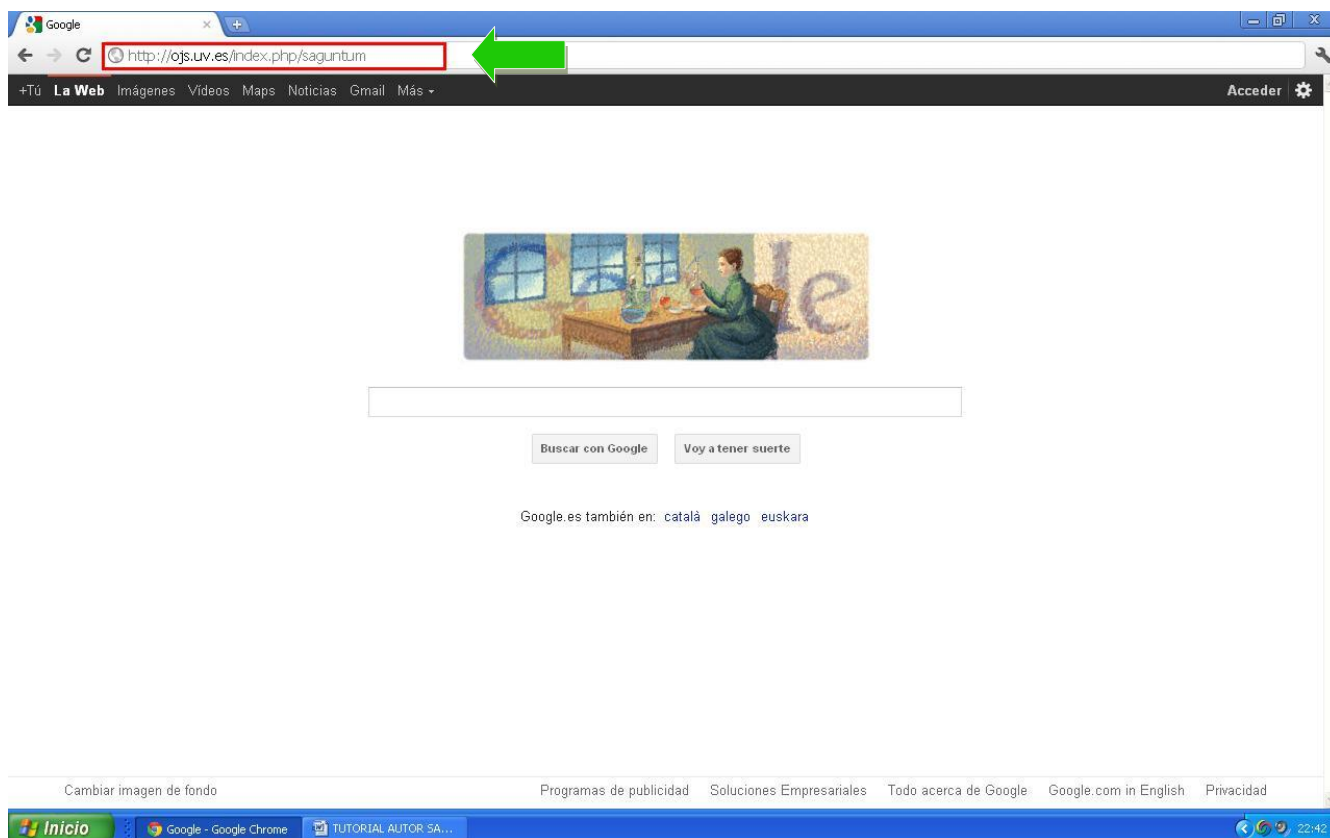 Google
http://ojs.uv.es/index.php/saguntum
+Tú La Web Imágenes Vídeos Maps Noticias Gmail Más
Acceder
Google
Buscar con Google Voy a tener suerte
Google.es también en: català galego euskara
Cambiar imagen de fondo Programas de publicidad Soluciones Empresariales Todo acerca de Google Google.com in English Privacidad
Inicio Google - Google Chrome TUTORIAL AUTOR SA... 22:42